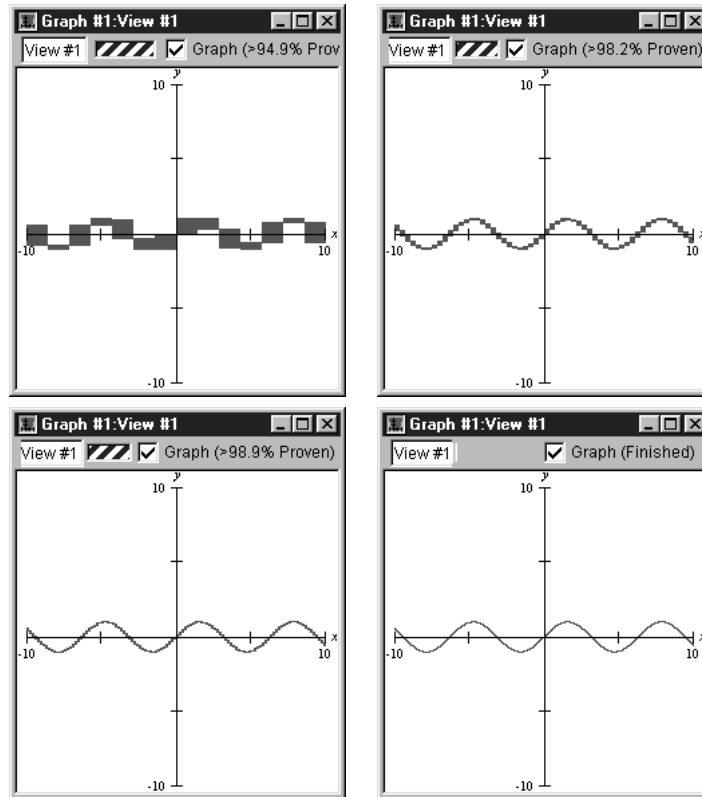 Graph #1:View #1
View #1 Graph (>94.9% Prov
y
10
x
-10
10
-10
Graph #1:View #1
View #1 Graph (>98.2% Proven)
y
10
x
-10
10
-10
Graph #1:View #1
View #1 Graph (>98.9% Proven)
y
10
x
-10
10
-10
Graph #1:View #1
View #1 Graph (Finished)
y
10
x
-10
10
-10